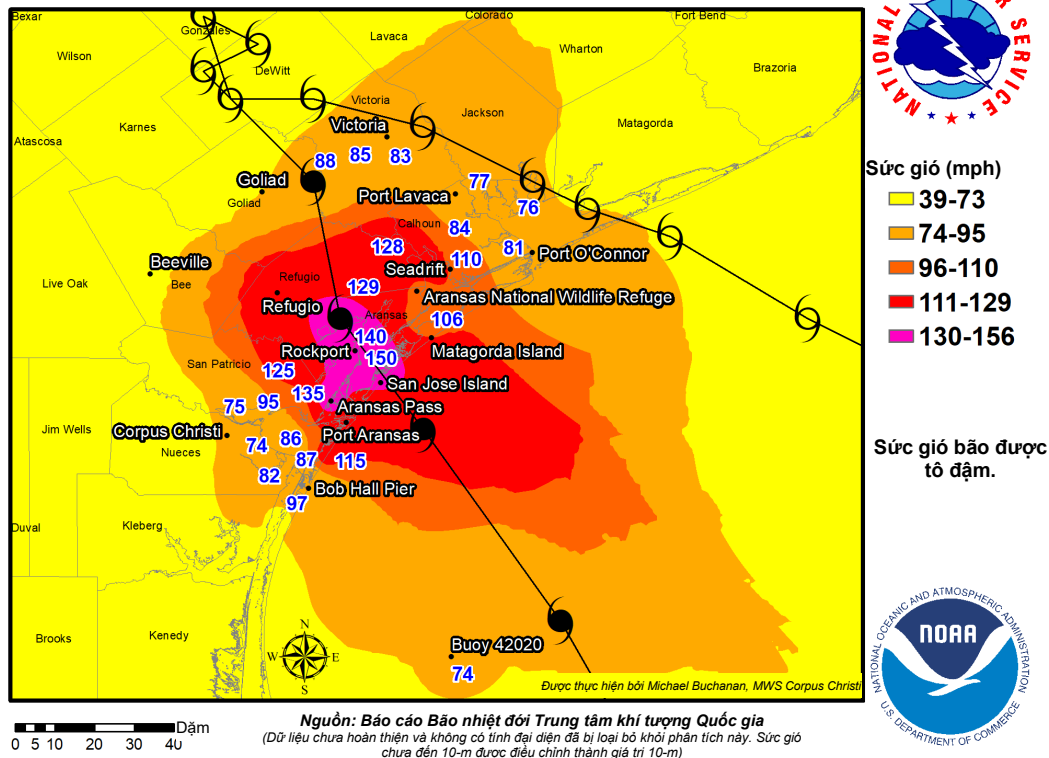 Bexar
Gonzales
Colorado
Fort Bend
Lavaca
Wilson
Wharton
DeWitt
Brazoria
Victoria
Jackson
Matagorda
Karnes
Victoria
Atascosa
85
83
88
Goliad
77
Port Lavaca
Goliad
76
Calhoun
84
128
81
Port O'Connor
Beeville
110
Seadrift
Bee
Refugio
Live Oak
129
Aransas National Wildlife Refuge
Refugio
Aransas
106
140
Rockport
150
Matagorda Island
San Patricio
125
San Jose Island
135
95
75
Aransas Pass
Jim Wells
Corpus Christi
86
Port Aransas
74
Nueces
87
115
82
Bob Hall Pier
97
Duval
Kleberg
Brooks
Kenedy
N
W
E
S
Buoy 42020
74
Được thực hiện bởi Michael Buchanan, MWS Corpus Christi
NATIONAL
R SERVICE
Sức gió (mph)
39-73
74-95
96-110
111-129
130-156
Sức gió bão được
tô đậm.
NATIONAL OCEANIC AND ATMOSPHERIC ADMINISTRATION
NOAA
U.S. DEPARTMENT OF COMMERCE
Dặm
0 5 10 20 30 40
Nguồn: Báo cáo Bão nhiệt đới Trung tâm khí tượng Quốc gia
(Dữ liệu chưa hoàn thiện và không có tính đại diện đã bị loại bỏ khỏi phân tích này. Sức gió
chưa đến 10-m được điều chỉnh thành giá trị 10-m)